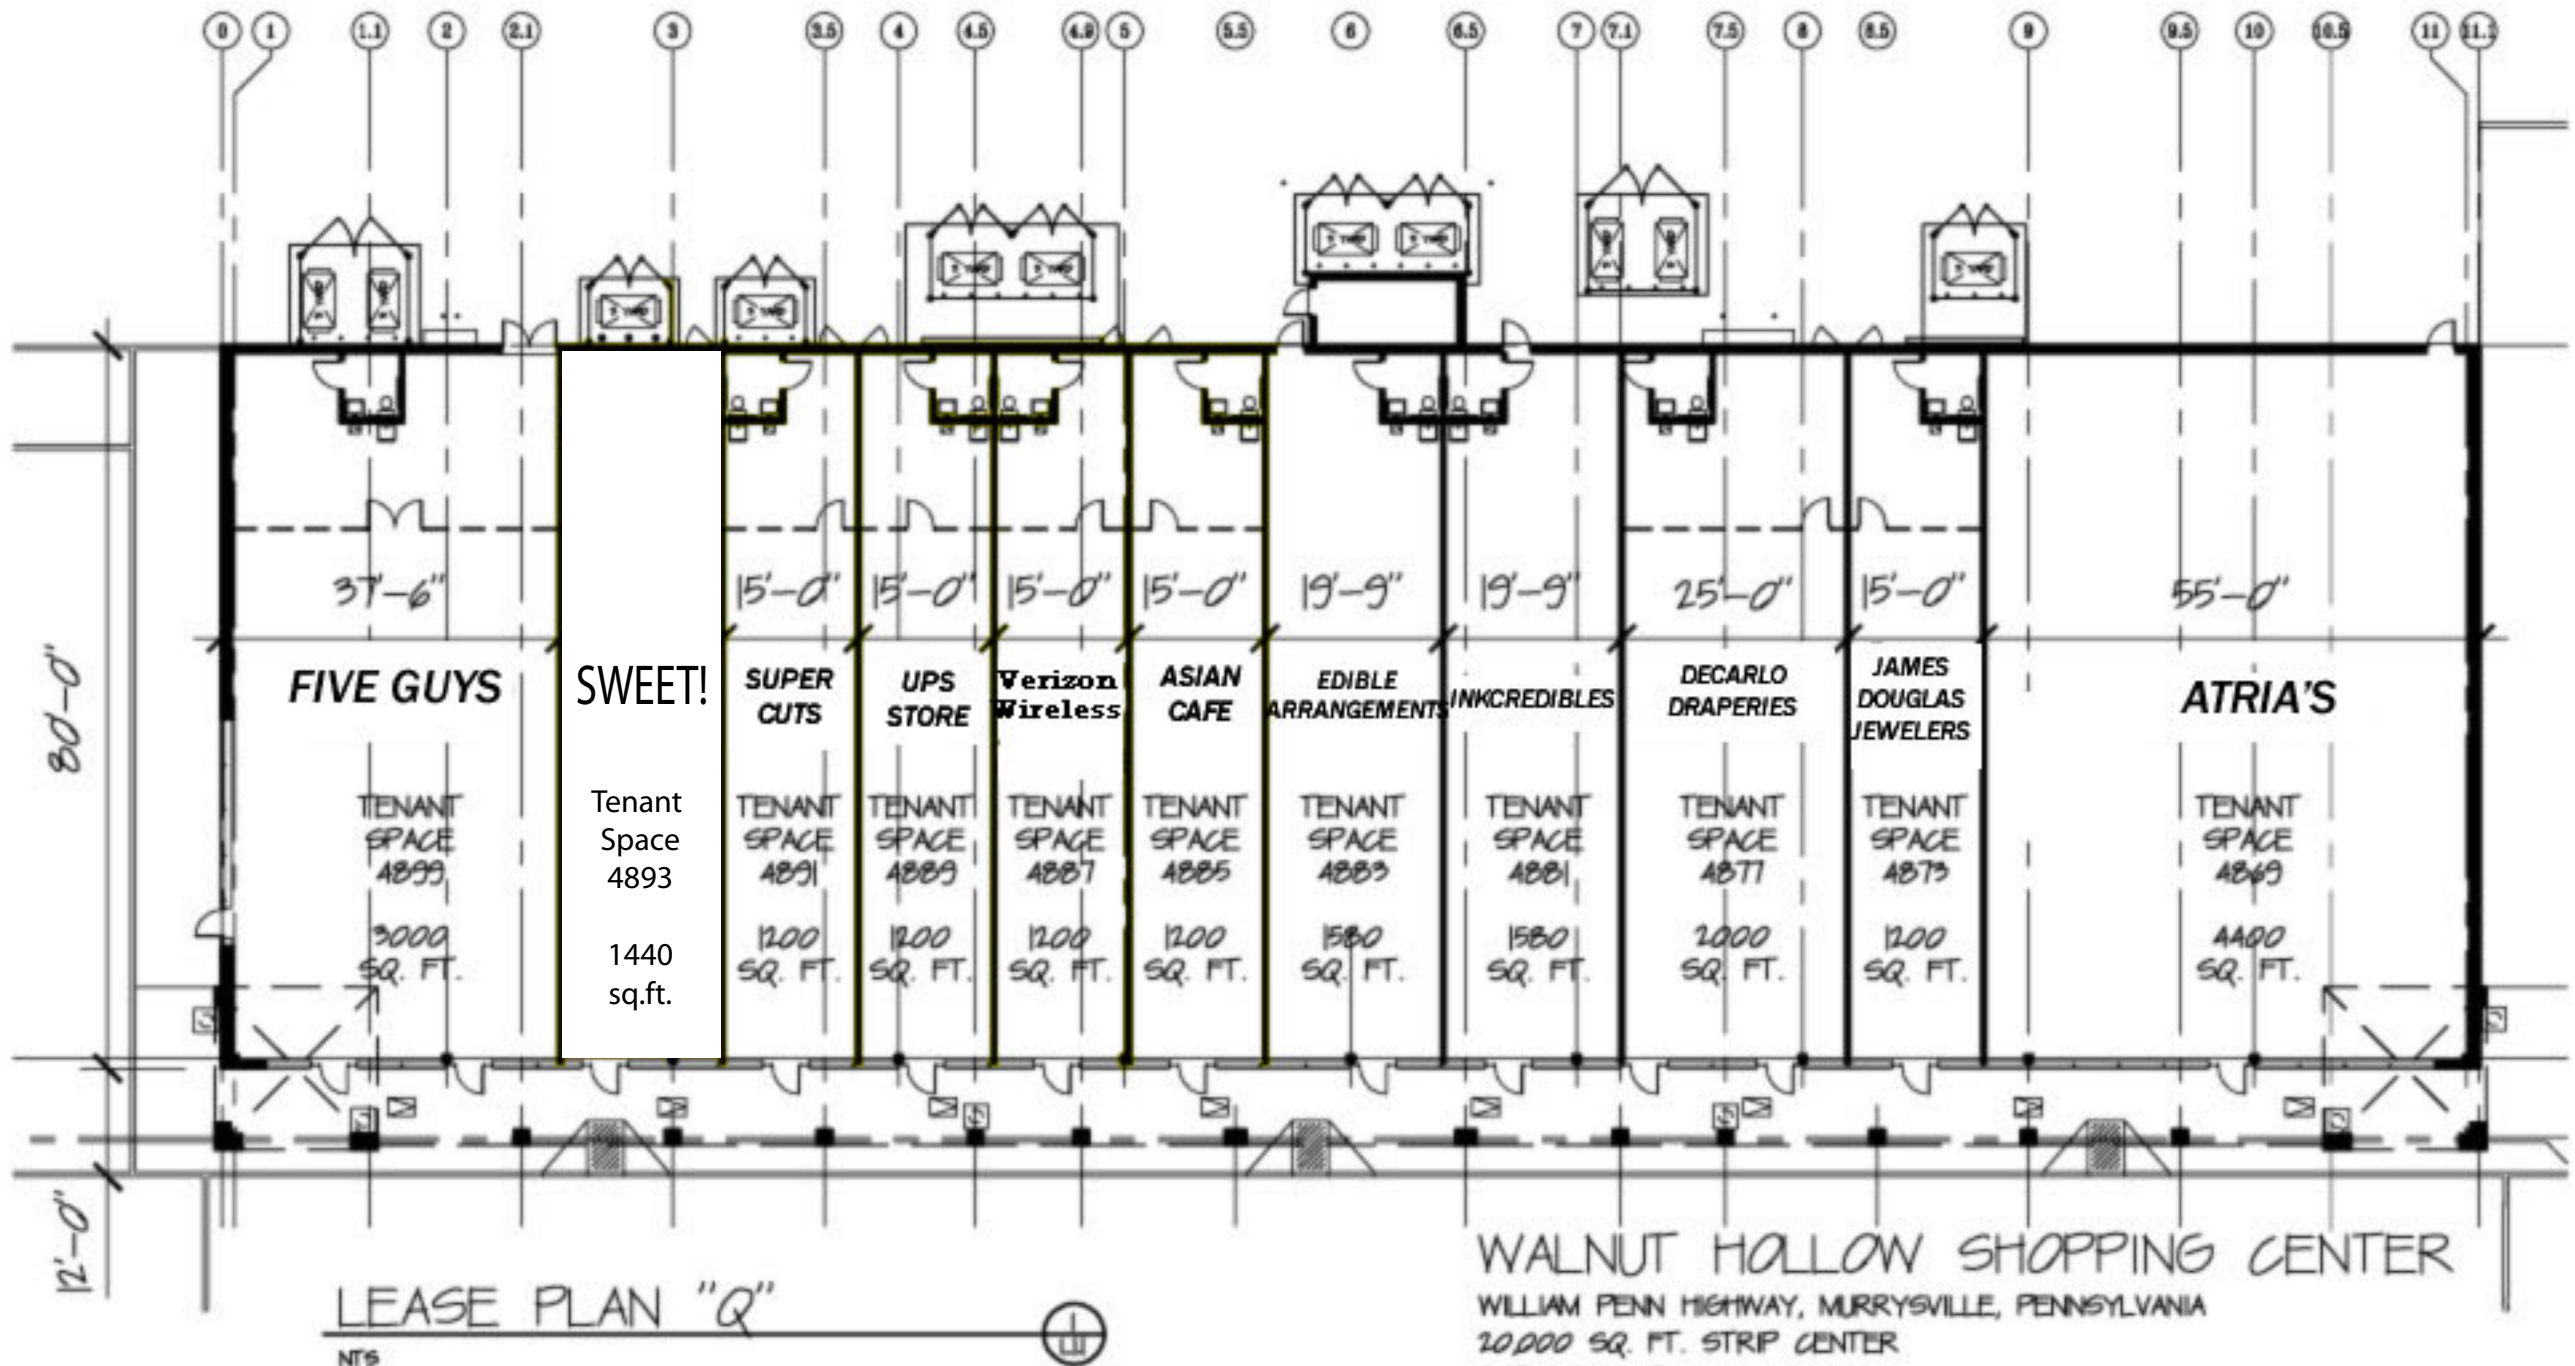 0 1 1.1 2 2.1 3 3.5 4 4.5 4.9 5 5.5 6 6.5 7 7.1 7.5 8 8.5 9 9.5 10 10.5 11 11.1
80'-0"
12'-0"
37'-6"
FIVE GUYS
TENANT
SPACE
4899
3000
SQ. FT.
SWEET!
Tenant
Space
4893
1440
sq.ft.
15'-0"
SUPER
CUTS
TENANT
SPACE
4891
1200
SQ. FT.
15'-0"
UPS
STORE
TENANT
SPACE
4889
1200
SQ. FT.
15'-0"
Verizon
Wireless
TENANT
SPACE
4887
1200
SQ. FT.
15'-0"
ASIAN
CAFE
TENANT
SPACE
4885
1200
SQ. FT.
19'-9"
EDIBLE
ARRANGEMENTS
TENANT
SPACE
4883
1580
SQ. FT.
19'-9"
INKCREDIBLES
TENANT
SPACE
4881
1580
SQ. FT.
25'-0"
DECARLO
DRAPERIES
TENANT
SPACE
4877
2000
SQ. FT.
15'-0"
JAMES
DOUGLAS
JEWELERS
TENANT
SPACE
4873
1200
SQ. FT.
55'-0"
ATRIA'S
TENANT
SPACE
4869
4400
SQ. FT.
LEASE PLAN "Q"
NTS
WALNUT HOLLOW SHOPPING CENTER
WILLIAM PENN HIGHWAY, MURRYSVILLE, PENNSYLVANIA
20,000 SQ. FT. STRIP CENTER